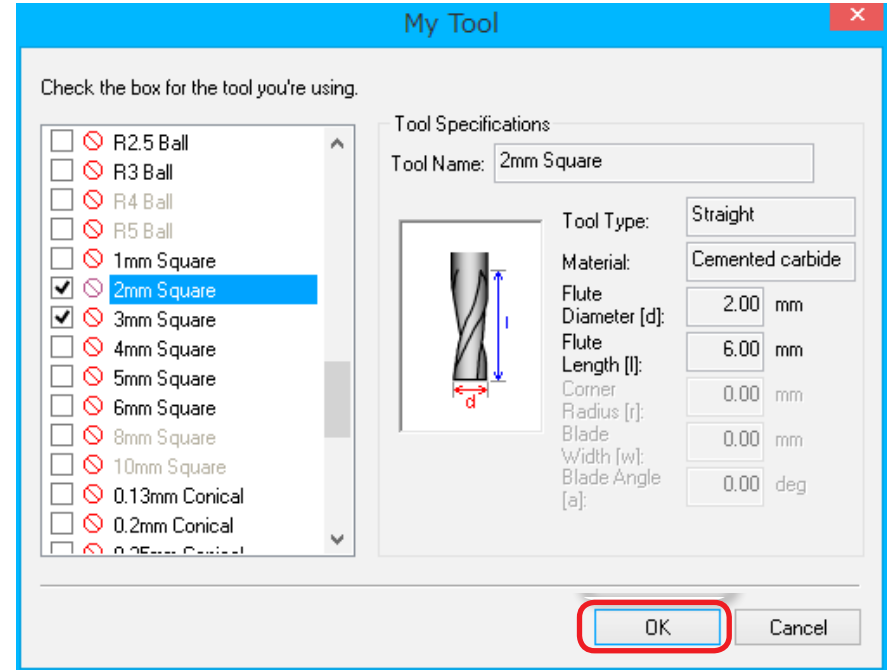 My Tool
Check the box for the tool you're using.
R2.5 Ball
R3 Ball
R4 Ball
R5 Ball
1mm Square
2mm Square
3mm Square
4mm Square
5mm Square
6mm Square
8mm Square
10mm Square
0.13mm Conical
0.2mm Conical
Tool Specifications
Tool Name: 2mm Square
Tool Type: Straight
Material: Cemented carbide
Flute
Diameter [d]: 2.00 mm
Flute
Length [l]: 6.00 mm
Corner
Radius [r]: 0.00 mm
Blade
Width [w]: 0.00 mm
Blade Angle
[a]: 0.00 deg
l
d
OK
Cancel